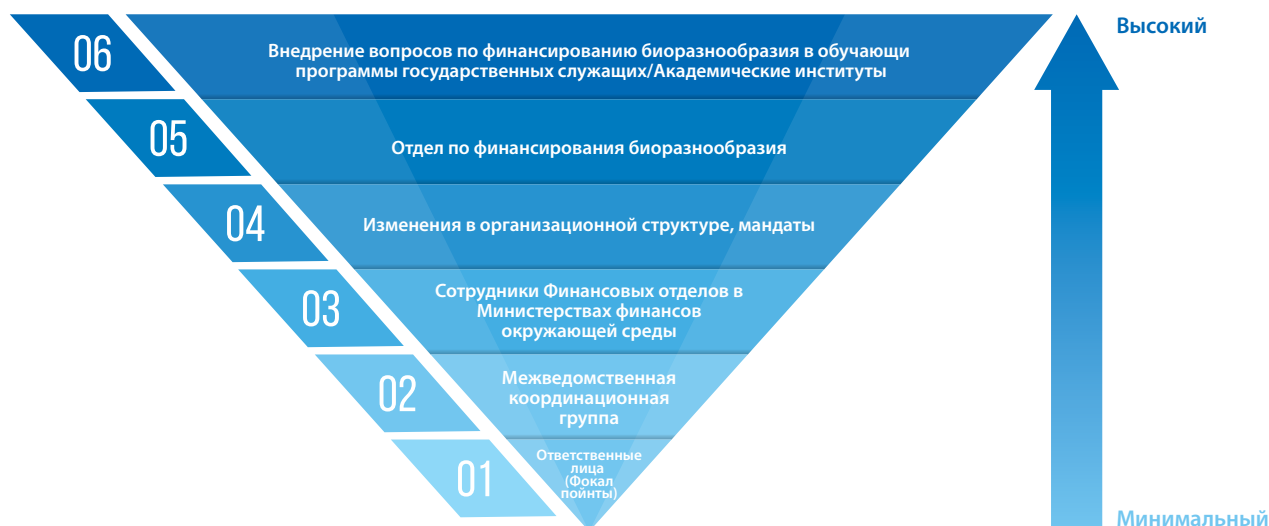 06
Внедрение вопросов по финансированию биоразнообразия в обучающи
программы государственных служащих/Академические институты
Высокий
05
Отдел по финансирования биоразнообразия
04
Изменения в организационной структуре, мандаты
03
Сотрудники Финансовых отделов в
Министерствах финансов
окружающей среды
02
Межведомственная
координационная
группа
01
Ответственные
лица
(Фокал
пойнты)
Минимальный